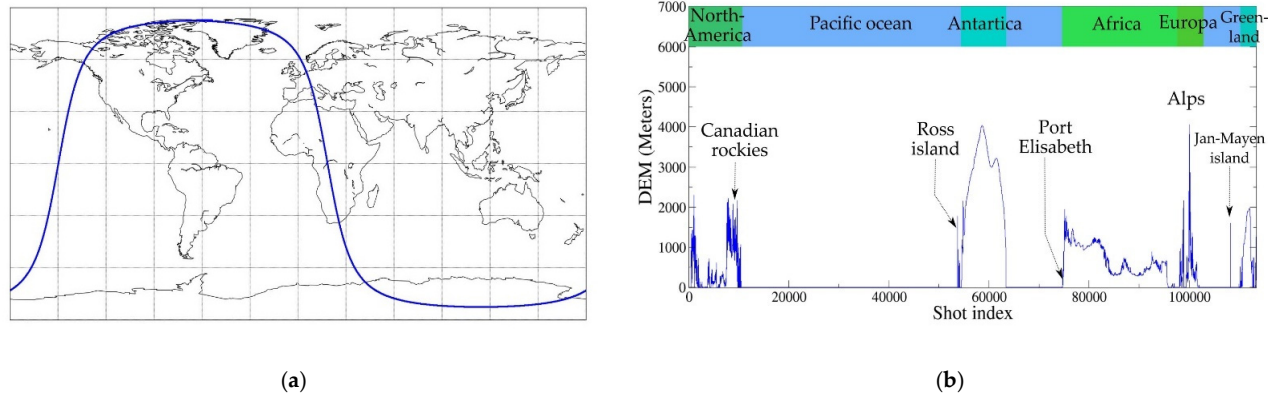 7000
6000
5000
4000
3000
2000
1000
0
DEM (Meters)
North-
America
Pacific ocean
Antartica
Africa
Europa
Green-
land
Canadian
rockies
Ross
island
Port
Elisabeth
Alps
Jan-Mayen
island
20000
40000
60000
80000
100000
Shot index
(a)
(b)